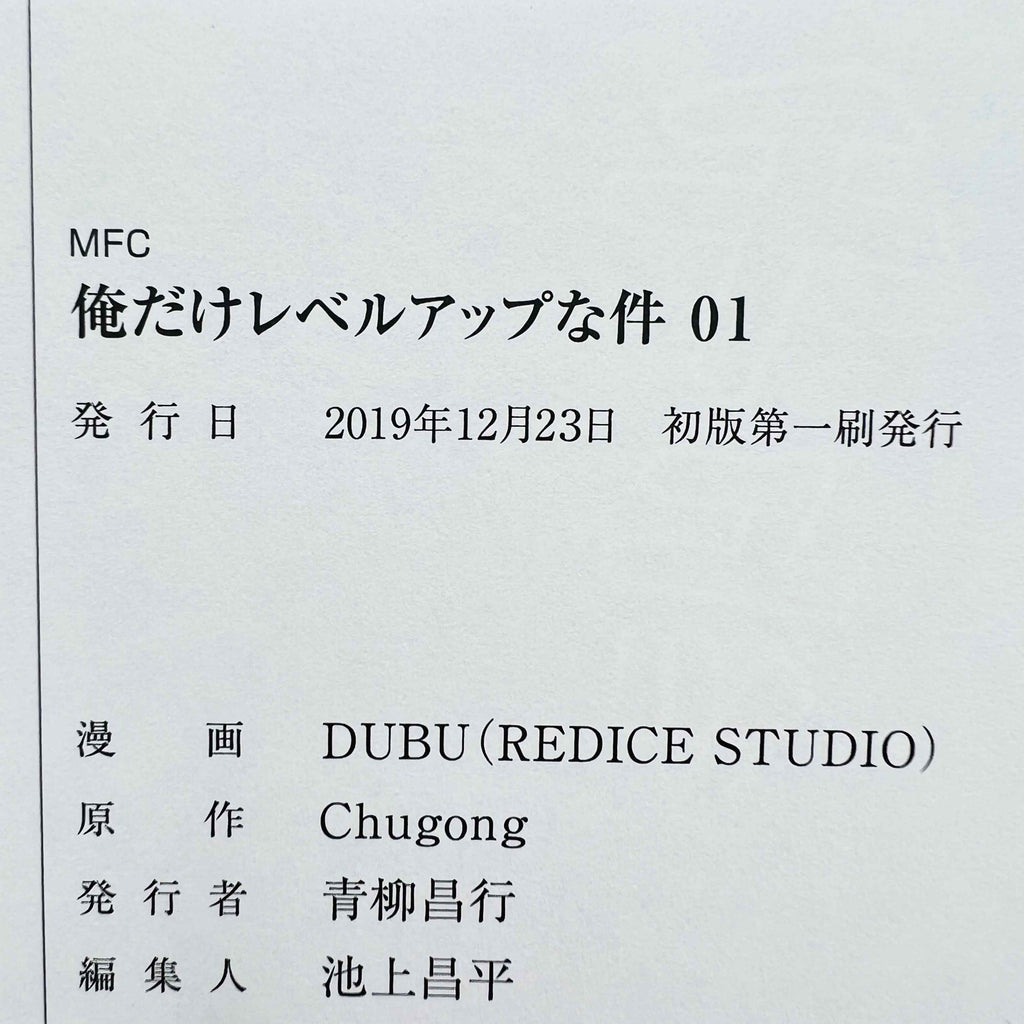 MFC
俺だけレベルアップな件 01
発行日 2019年12月23日 初版第一刷発行
漫画 DUBU（REDICE STUDIO）
原作 Chugong
発行者 青柳昌行
編集人 池上昌平